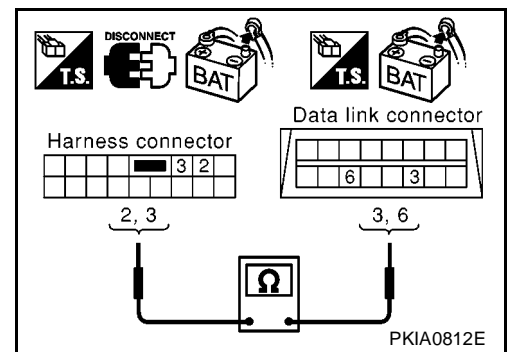 DISCONNECT
T.S.
BAT
T.S.
BAT
Data link connector
Harness connector
3 2
6 3
2, 3
3, 6
Ω
PKIA0812E